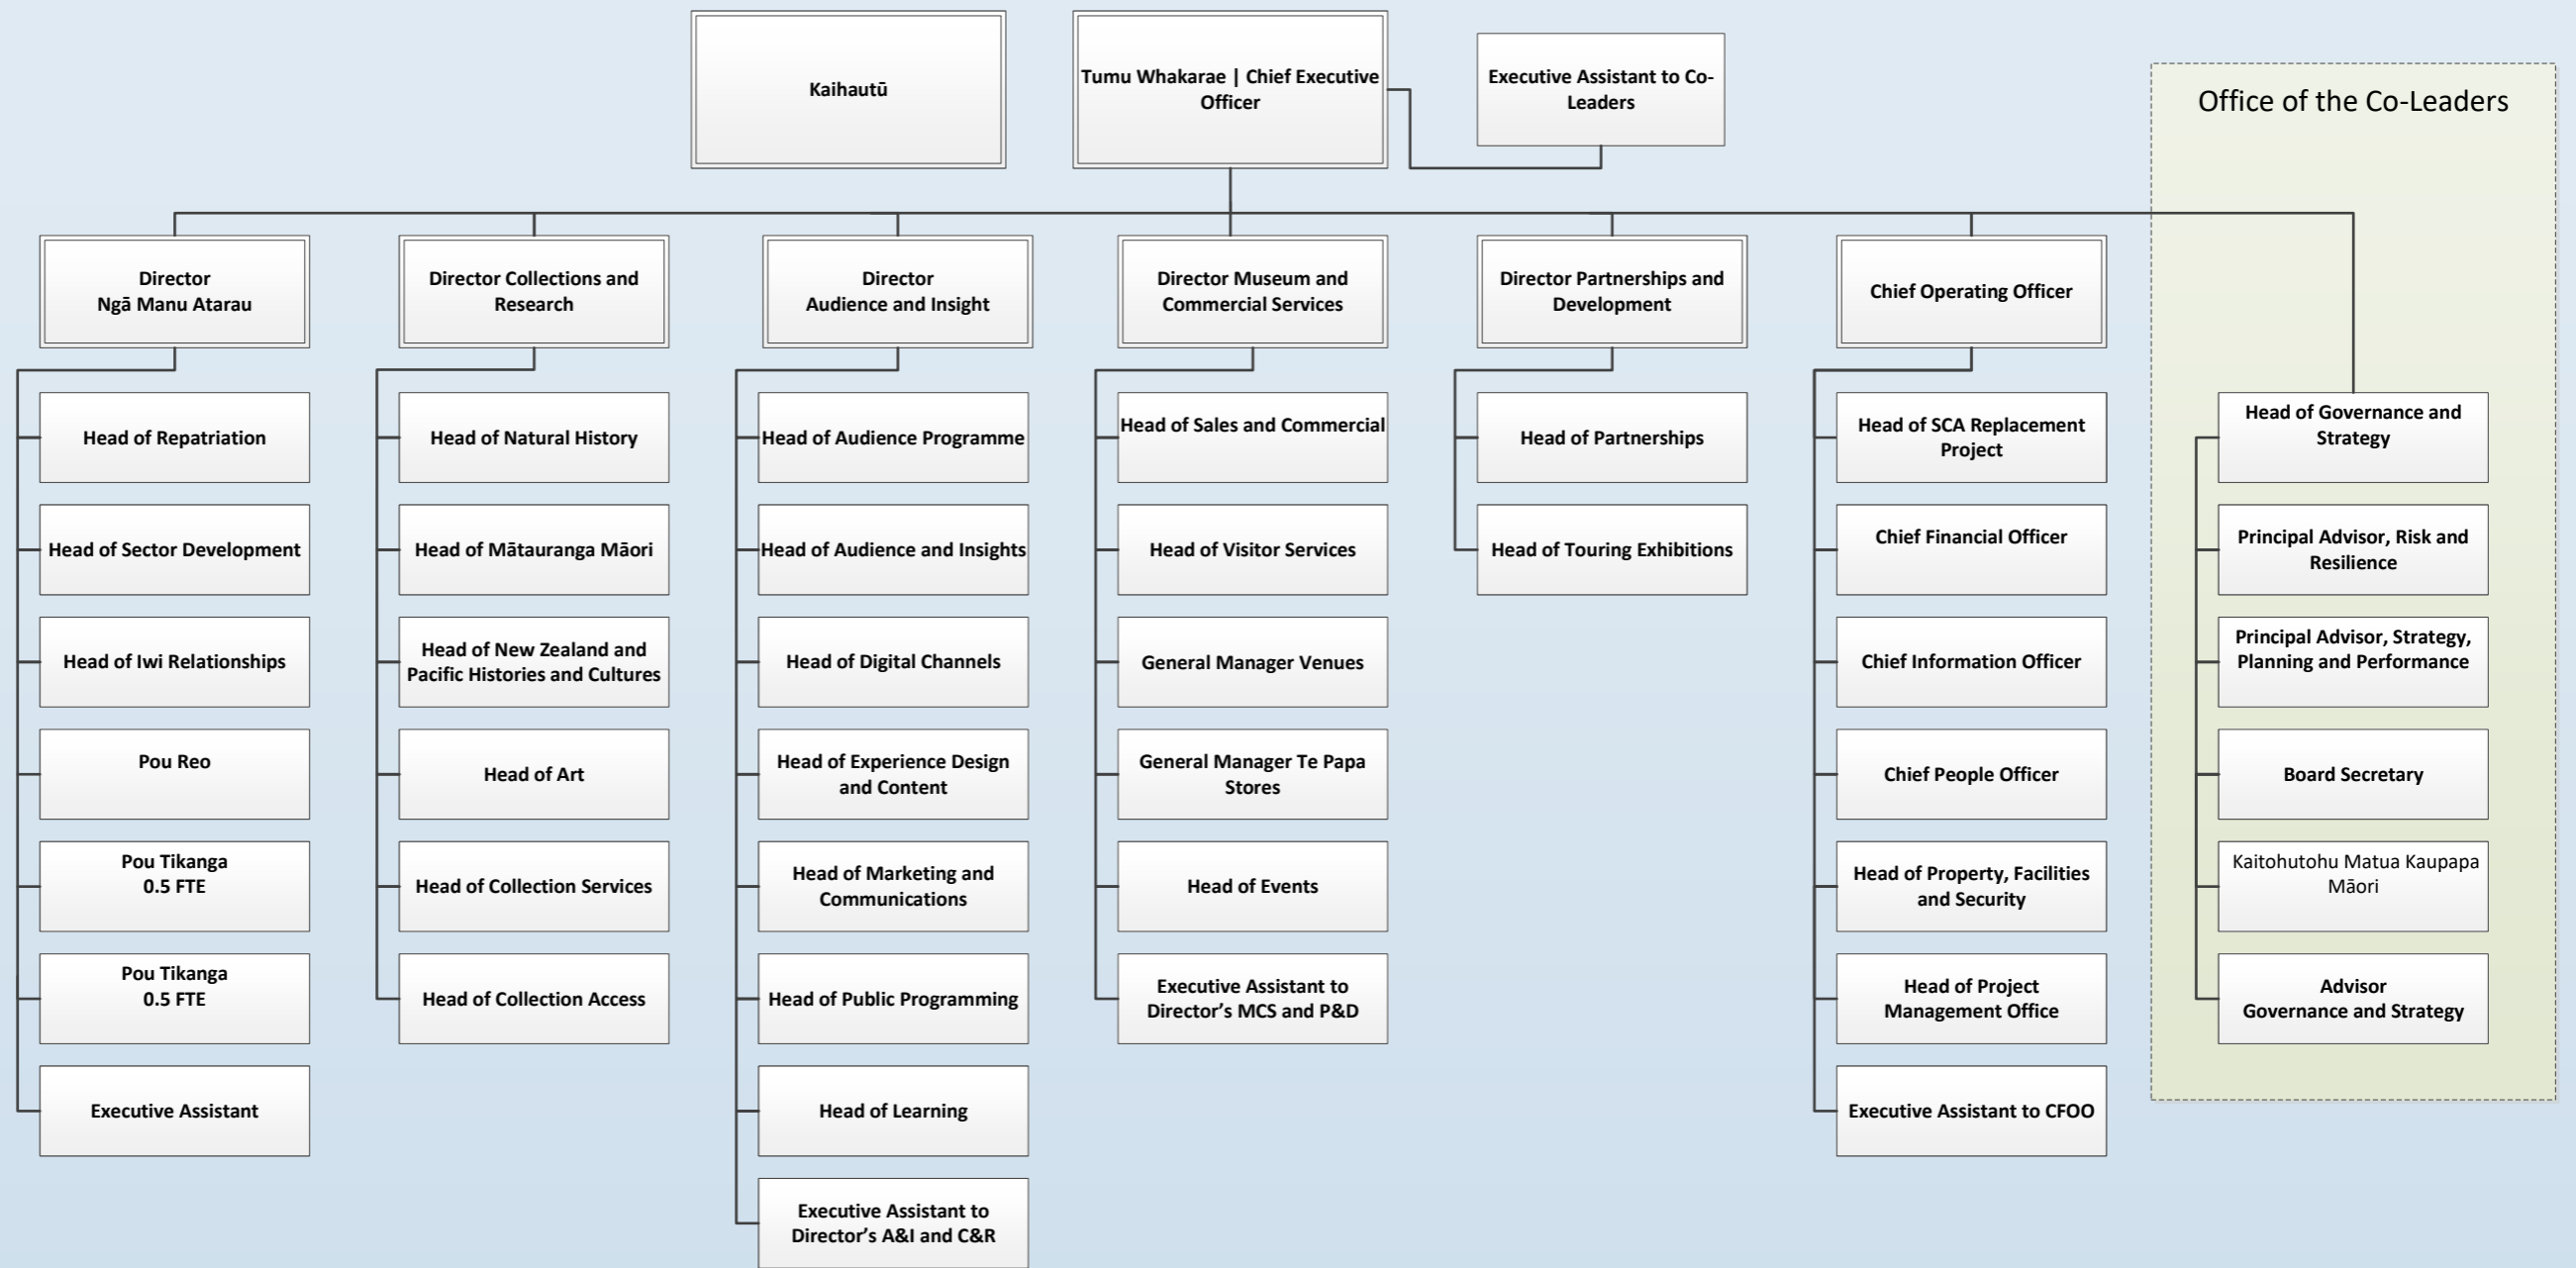 Kaihautū
Tumu Whakarae | Chief Executive
Officer
Executive Assistant to Co-
Leaders
Office of the Co-Leaders
Director
Ngā Manu Atarau
Director Collections and
Research
Director
Audience and Insight
Director Museum and
Commercial Services
Director Partnerships and
Development
Chief Operating Officer
Head of Repatriation
Head of Sector Development
Head of Iwi Relationships
Pou Reo
Pou Tikanga
0.5 FTE
Pou Tikanga
0.5 FTE
Executive Assistant
Head of Natural History
Head of Mātauranga Māori
Head of New Zealand and
Pacific Histories and Cultures
Head of Art
Head of Collection Services
Head of Collection Access
Head of Audience Programme
Head of Audience and Insights
Head of Digital Channels
Head of Experience Design
and Content
Head of Marketing and
Communications
Head of Public Programming
Head of Learning
Executive Assistant to
Director’s A&I and C&R
Head of Sales and Commercial
Head of Visitor Services
General Manager Venues
General Manager Te Papa
Stores
Head of Events
Executive Assistant to
Director’s MCS and P&D
Head of Partnerships
Head of Touring Exhibitions
Head of SCA Replacement
Project
Chief Financial Officer
Chief Information Officer
Chief People Officer
Head of Property, Facilities
and Security
Head of Project
Management Office
Executive Assistant to CFOO
Head of Governance and
Strategy
Principal Advisor, Risk and
Resilience
Principal Advisor, Strategy,
Planning and Performance
Board Secretary
Kaitohutohu Matua Kaupapa
Māori
Advisor
Governance and Strategy